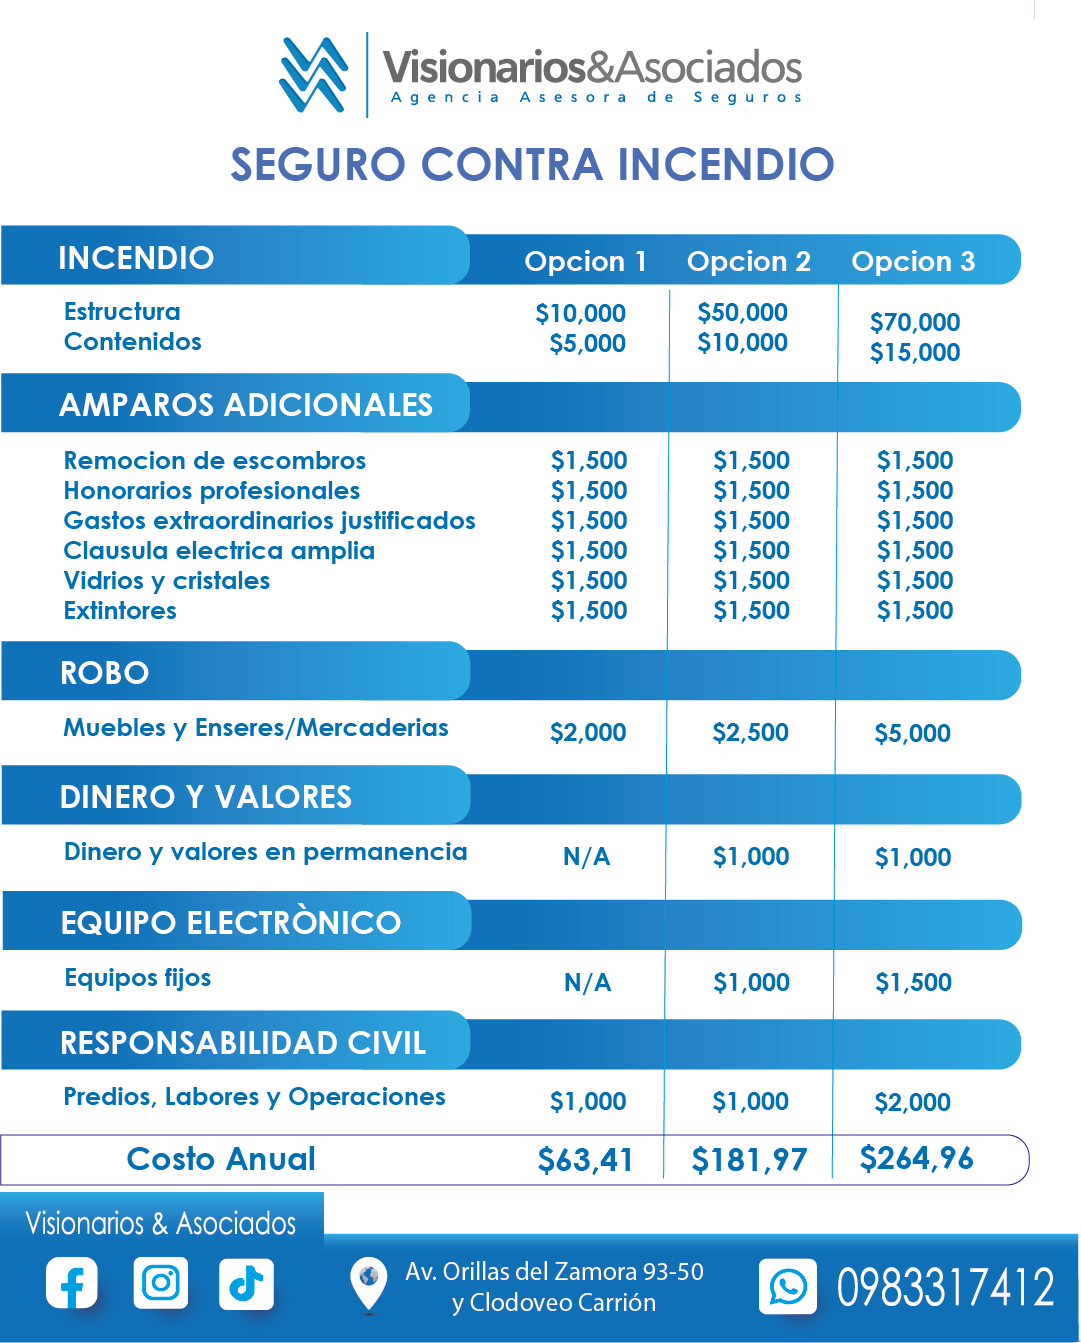 Visionarios&Asociados
Agencia Asesora de Seguros
SEGURO CONTRA INCENDIO
INCENDIO Opcion 1 Opcion 2 Opcion 3
Estructura $10,000 $50,000 $70,000
Contenidos $5,000 $10,000 $15,000
AMPAROS ADICIONALES
Remocion de escombros $1,500 $1,500 $1,500
Honorarios profesionales $1,500 $1,500 $1,500
Gastos extraordinarios justificados $1,500 $1,500 $1,500
Clausula electrica amplia $1,500 $1,500 $1,500
Vidrios y cristales $1,500 $1,500 $1,500
Extintores $1,500 $1,500 $1,500
ROBO
Muebles y Enseres/Mercaderias $2,000 $2,500 $5,000
DINERO Y VALORES
Dinero y valores en permanencia N/A $1,000 $1,000
EQUIPO ELECTRÒNICO
Equipos fijos N/A $1,000 $1,500
RESPONSABILIDAD CIVIL
Predios, Labores y Operaciones $1,000 $1,000 $2,000
Costo Anual $63,41 $181,97 $264,96
Visionarios & Asociados
Av. Orillas del Zamora 93-50
y Clodoveo Carrión
0983317412